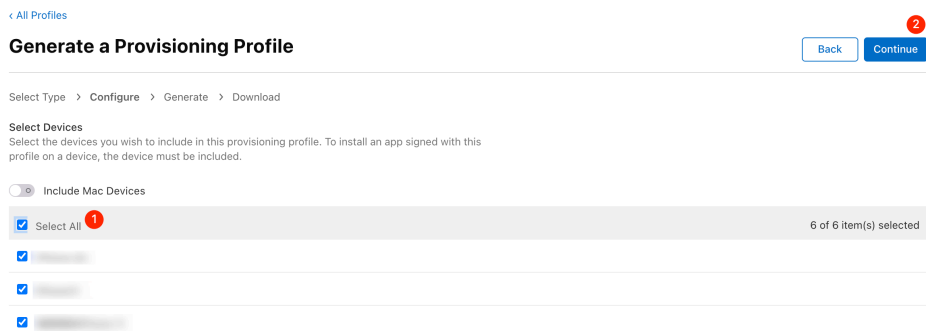 ‹ All Profiles
2
Generate a Provisioning Profile
Back Continue
Select Type > Configure > Generate > Download
Select Devices
Select the devices you wish to include in this provisioning profile. To install an app signed with this
profile on a device, the device must be included.
Include Mac Devices
Select All 1 6 of 6 item(s) selected